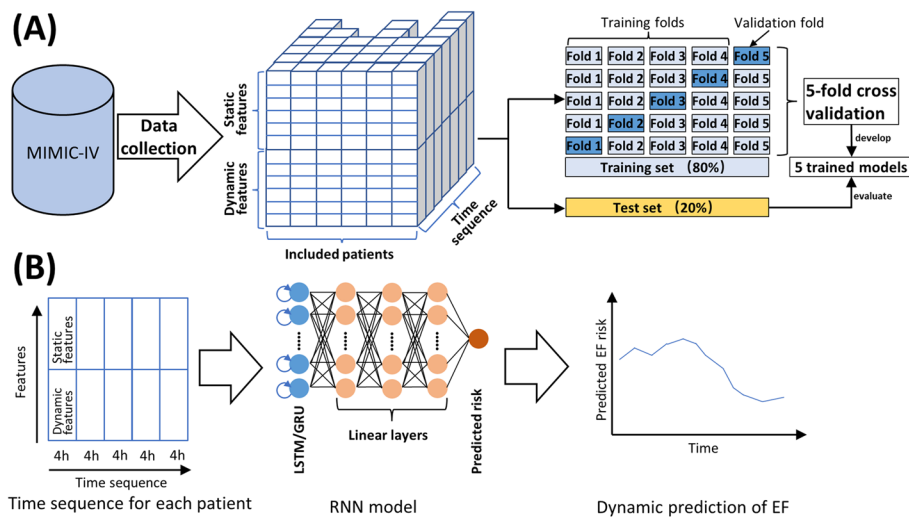 (A)
MIMIC-IV
Data
collection
Static
features
Dynamic
features
Included patients
Time
sequence
Training folds
Validation fold
Fold 1 Fold 2 Fold 3 Fold 4 Fold 5
Fold 1 Fold 2 Fold 3 Fold 4 Fold 5
Fold 1 Fold 2 Fold 3 Fold 4 Fold 5
Fold 1 Fold 2 Fold 3 Fold 4 Fold 5
Fold 1 Fold 2 Fold 3 Fold 4 Fold 5
Training set (80%)
Test set (20%)
5-fold cross
validation
develop
5 trained models
evaluate
(B)
Features
Static
features
Dynamic
features
4h 4h 4h 4h 4h
Time sequence
Time sequence for each patient
LSTM/GRU
Linear layers
Predicted risk
RNN model
Predicted EF risk
Time
Dynamic prediction of EF